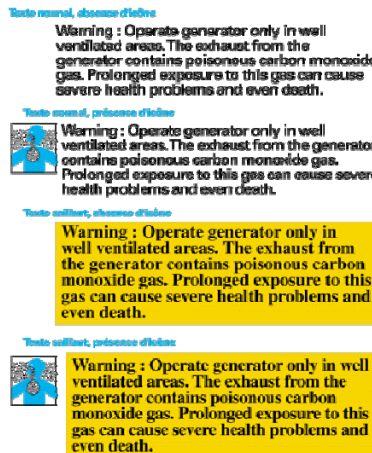 Texte normal, absence d'icône
Warning : Operate generator only in well
ventilated areas. The exhaust from the
generator contains poisonous carbon monoxide
gas. Prolonged exposure to this gas can cause
severe health problems and even death.
Texte normal, présence d'icône
Warning : Operate generator only in well
ventilated areas. The exhaust from the generator
contains poisonous carbon monoxide gas.
Prolonged exposure to this gas can cause severe
health problems and even death.
Texte saillant, absence d'icône
Warning : Operate generator only in
well ventilated areas. The exhaust from
the generator contains poisonous carbon
monoxide gas. Prolonged exposure to this
gas can cause severe health problems and
even death.
Texte saillant, présence d'icône
Warning : Operate generator only in well
ventilated areas. The exhaust from the
generator contains poisonous carbon
monoxide gas. Prolonged exposure to this
gas can cause severe health problems and
even death.